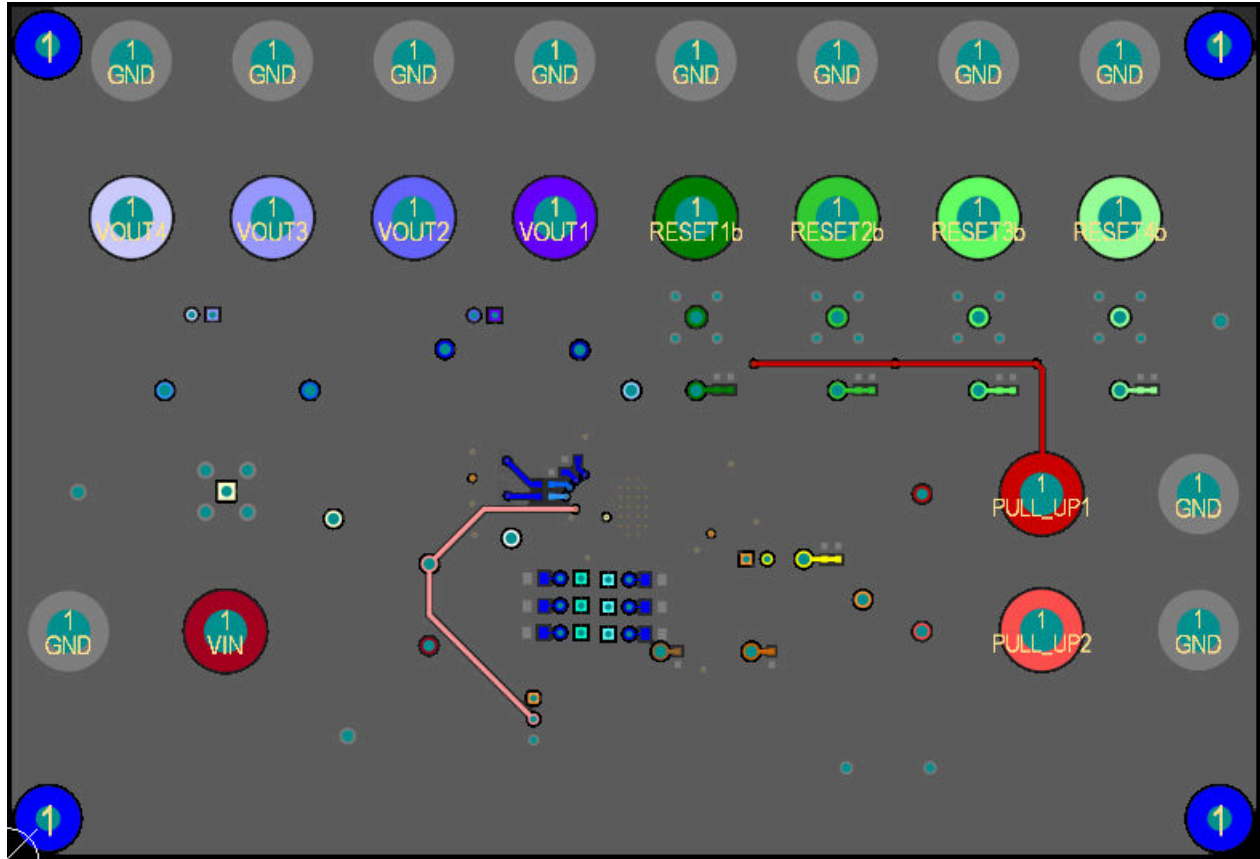 1
1
GND
1
GND
1
GND
1
GND
1
GND
1
GND
1
GND
1
GND
1
1
VOUT4
1
VOUT3
1
VOUT2
1
VOUT1
1
RESET1b
1
RESET2b
1
RESET3b
1
RESET4b
1
PULL_UP1
1
GND
1
GND
1
VIN
1
PULL_UP2
1
GND
1
1